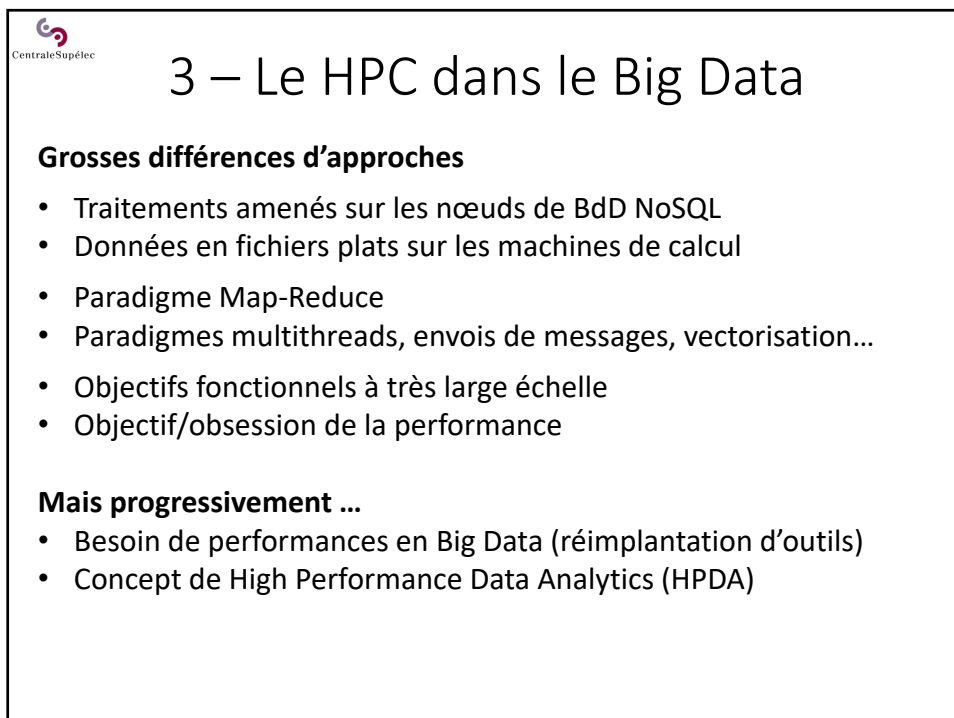 CentraleSupélec
3 – Le HPC dans le Big Data
Grosses différences d’approches
• Traitements amenés sur les nœuds de BdD NoSQL
• Données en fichiers plats sur les machines de calcul
• Paradigme Map-Reduce
• Paradigmes multithreads, envois de messages, vectorisation…
• Objectifs fonctionnels à très large échelle
• Objectif/obsession de la performance
Mais progressivement …
• Besoin de performances en Big Data (réimplantation d’outils)
• Concept de High Performance Data Analytics (HPDA)